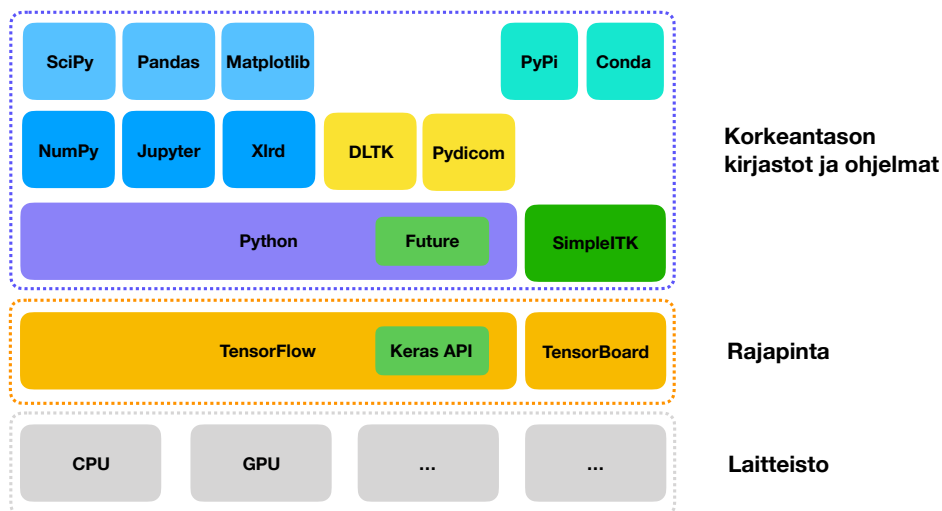 SciPy
Pandas
Matplotlib
PyPi
Conda
NumPy
Jupyter
Xlrd
DLTK
Pydicom
Korkeantason
kirjastot ja ohjelmat
Python
Future
SimpleITK
TensorFlow
Keras API
TensorBoard
Rajapinta
CPU
GPU
...
...
Laitteisto